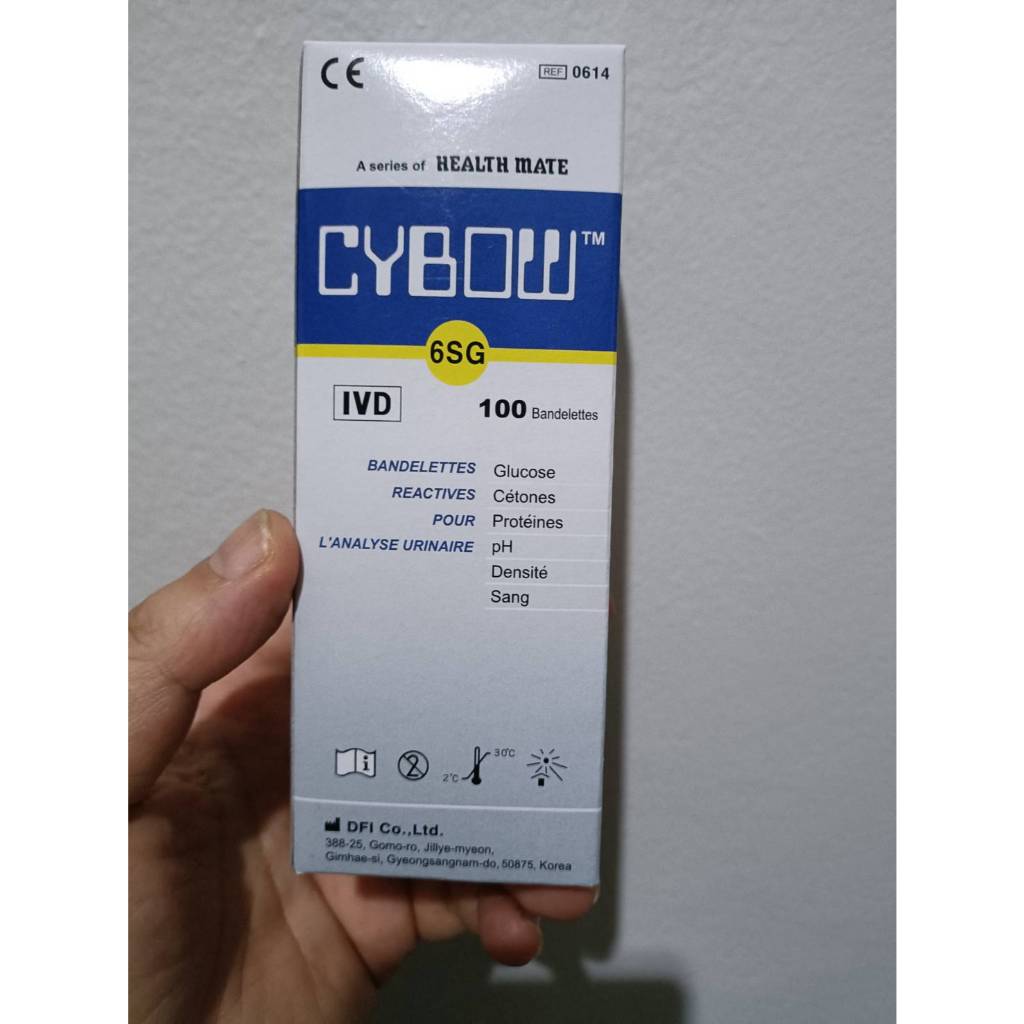 CE
REF 0614
A series of HEALTH MATE
CYBOW™
6SG
IVD
100 Bandelettes
BANDELETTES Glucose
REACTIVES Cétones
POUR Protéines
L'ANALYSE URINAIRE pH
Densité
Sang
i
2
30°C
2°C
DFI Co.,Ltd.
388-25, Gomo-ro, Jillye-myeon,
Gimhae-si, Gyeongsangnam-do, 50875, Korea